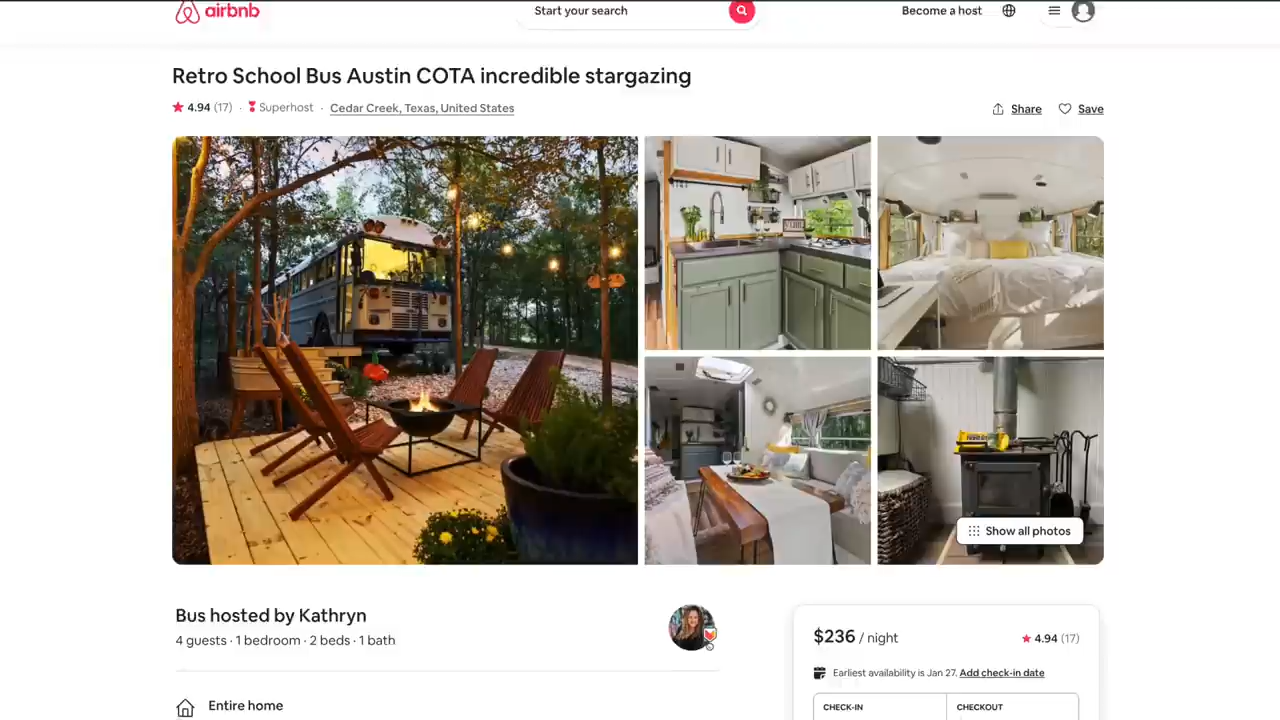 airbnb
Start your search
Become a host
Retro School Bus Austin COTA incredible stargazing
4.94 (17) · Superhost · Cedar Creek, Texas, United States
Share
Save
Show all photos
Bus hosted by Kathryn
4 guests · 1 bedroom · 2 beds · 1 bath
$236 / night
4.94 (17)
Earliest availability is Jan 27. Add check-in date
Entire home
CHECK-IN
CHECKOUT